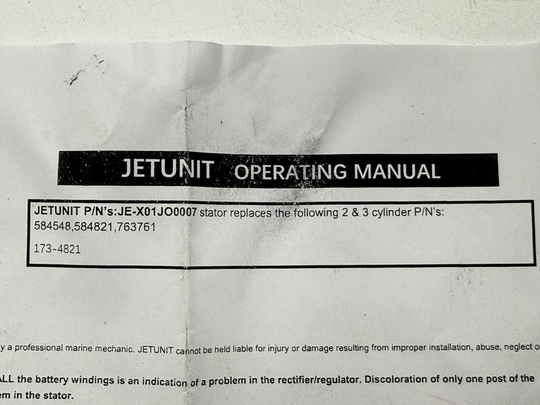 JETUNIT OPERATING MANUAL
JETUNIT P/N's:JE-X01JO0007 stator replaces the following 2 & 3 cylinder P/N's:
584548,584821,763761
173-4821
y a professional marine mechanic. JETUNIT cannot be held liable for injury or damage resulting from improper installation, abuse, neglect o
ALL the battery windings is an indication of a problem in the rectifier/regulator. Discoloration of only one post of the
em in the stator.